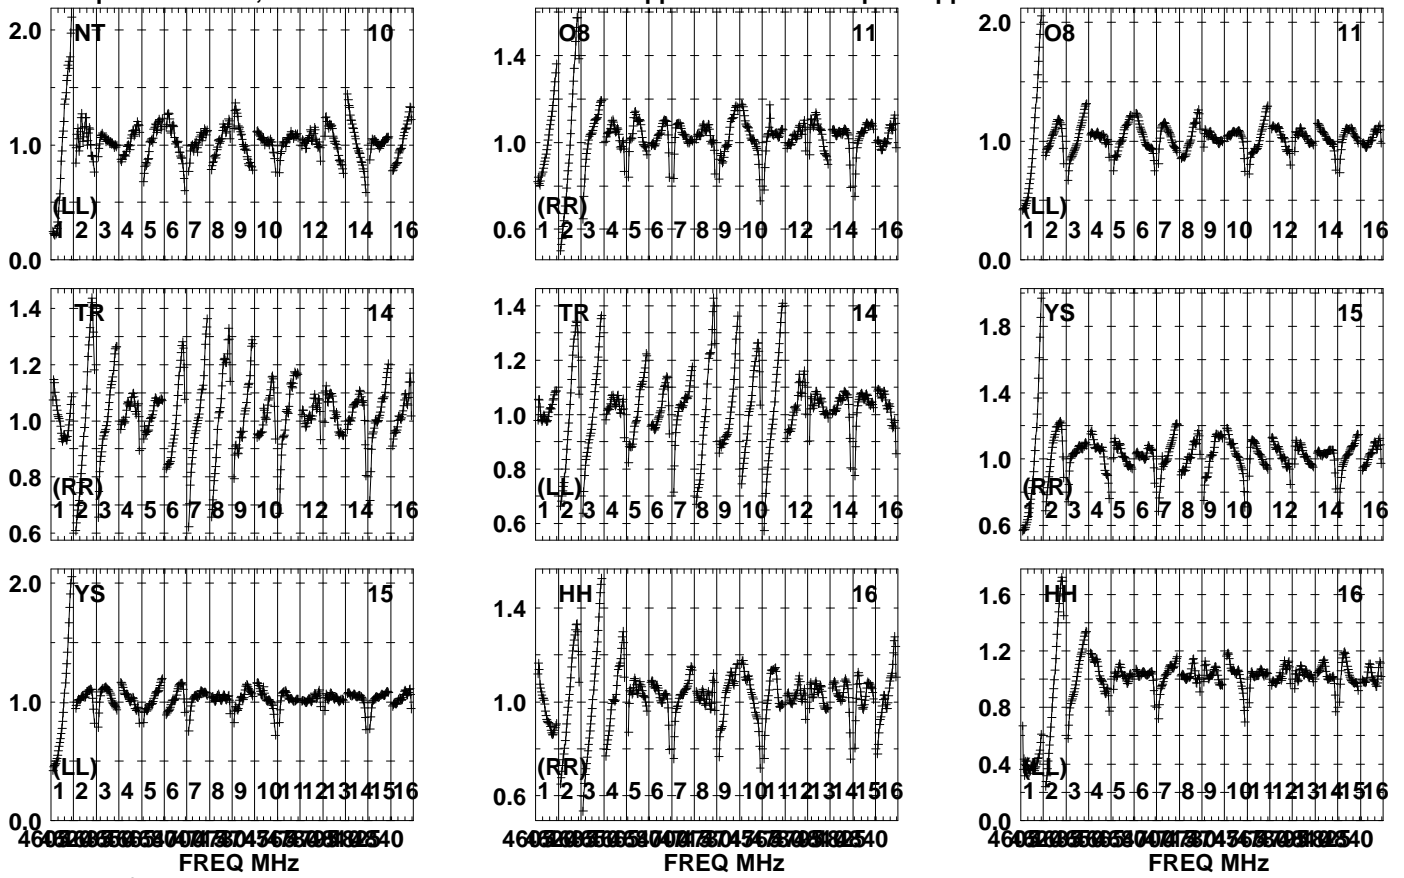 2.0 NT 10
1.0
(LL)
1 2 3 4 5 6 7 8 9 10 12 14 16
0.0
O8 11
1.4
1.0
(RR)
0.6 1 2 3 4 5 6 7 8 9 10 12 14 16
2.0 O8 11
1.0
(LL)
1 2 3 4 5 6 7 8 9 10 12 14 16
0.0
1.4 TR 14
1.2
1.0
0.8 (RR)
1 2 3 4 5 6 7 8 9 10 12 14 16
0.6
1.4 TR 14
1.2
1.0
0.8 (LL)
1 2 3 4 5 6 7 8 9 10 12 14 16
0.6
1.8 YS 15
1.4
1.0
(RR)
0.6 1 2 3 4 5 6 7 8 9 10 12 14 16
2.0 YS 15
1.0
(LL)
1 2 3 4 5 6 7 8 9 10 11 12 13 14 15 16
0.0
FREQ MHz
HH 16
1.4
1.0
(RR)
0.6 1 2 3 4 5 6 7 8 9 10 11 12 13 14 15 16
FREQ MHz
1.6 HH 16
1.2
0.8
0.4 (LL)
1 2 3 4 5 6 7 8 9 10 11 12 13 14 15 16
0.0
FREQ MHz